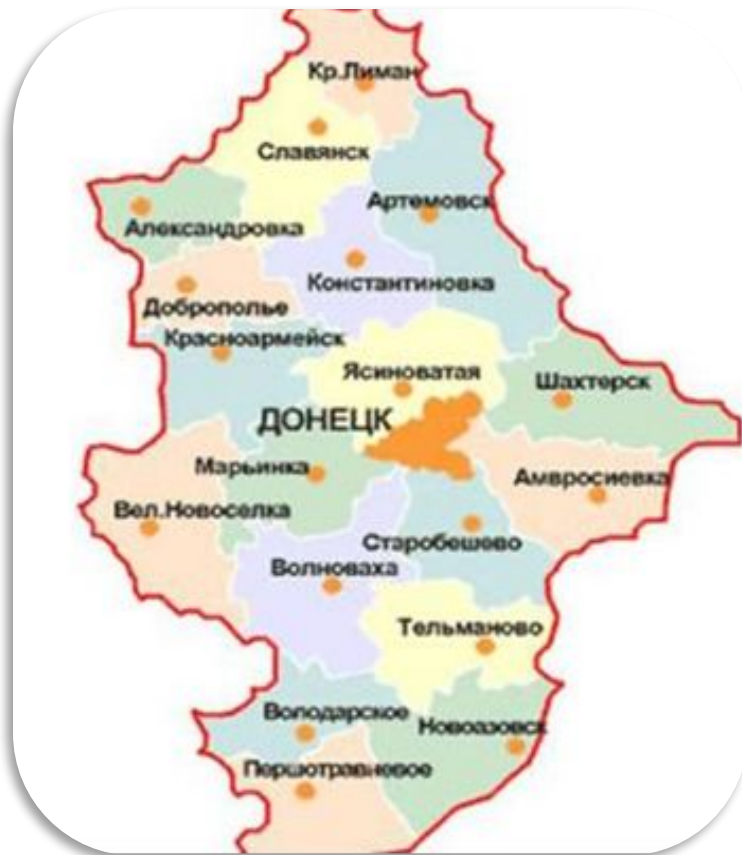 Кр.Лиман
Славянск
Артемовск
Александровка
Константиновка
Доброполье
Красноармейск
Ясиноватая
Шахтерск
ДОНЕЦК
Марьинка
Амвросиевка
Вел.Новоселка
Старобешево
Волноваха
Тельманово
Володарское
Новоазовск
Першотравневое